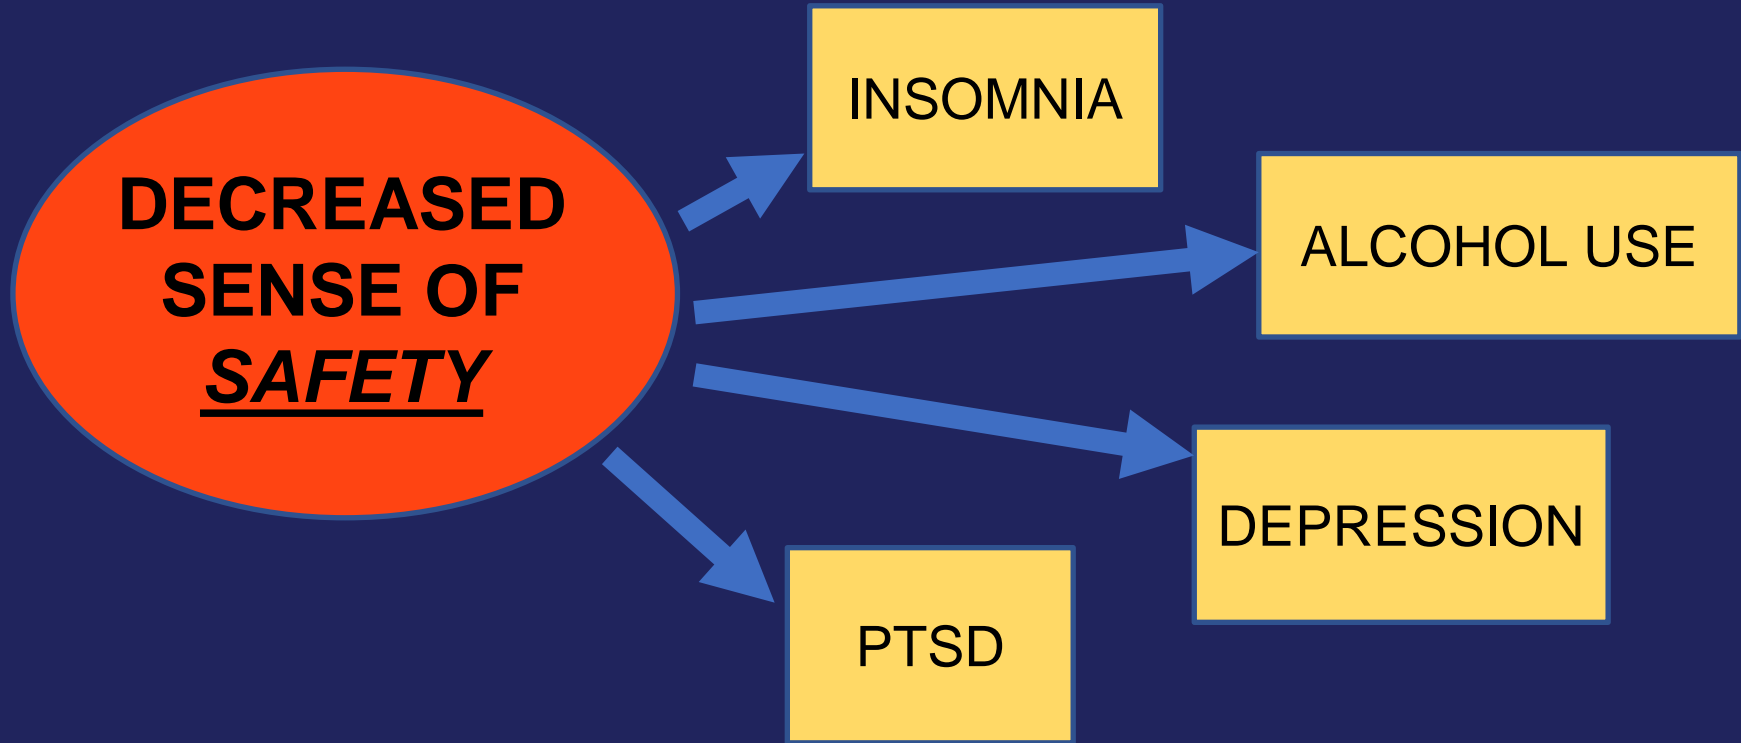 DECREASED
SENSE OF
SAFETY
INSOMNIA
ALCOHOL USE
DEPRESSION
PTSD